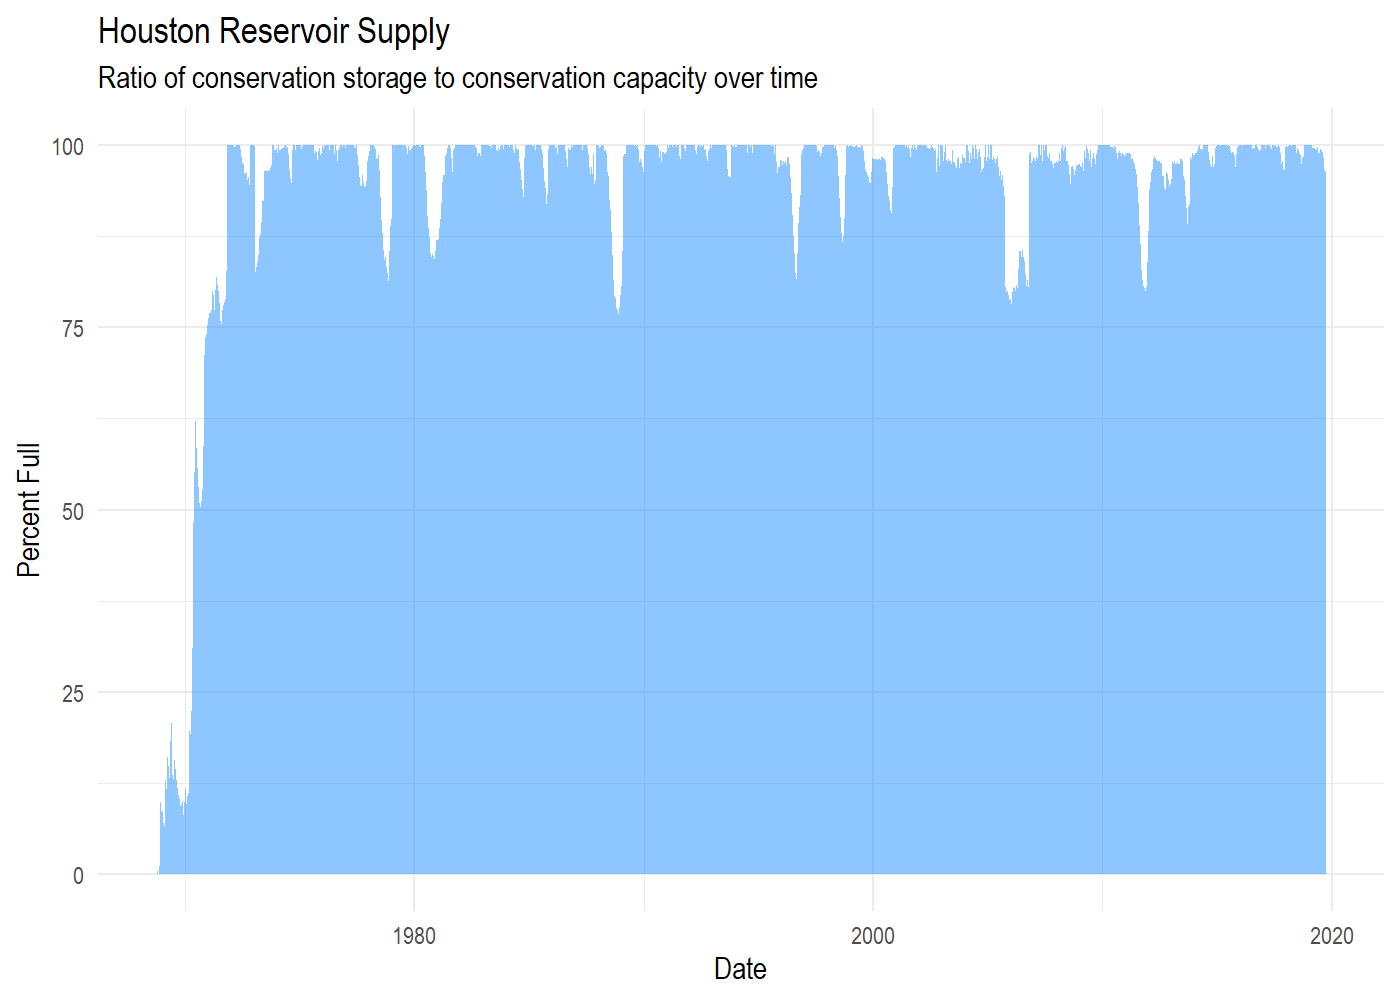 Houston Reservoir Supply
Ratio of conservation storage to conservation capacity over time
100
75
50
25
0
Percent Full
1980
2000
2020
Date